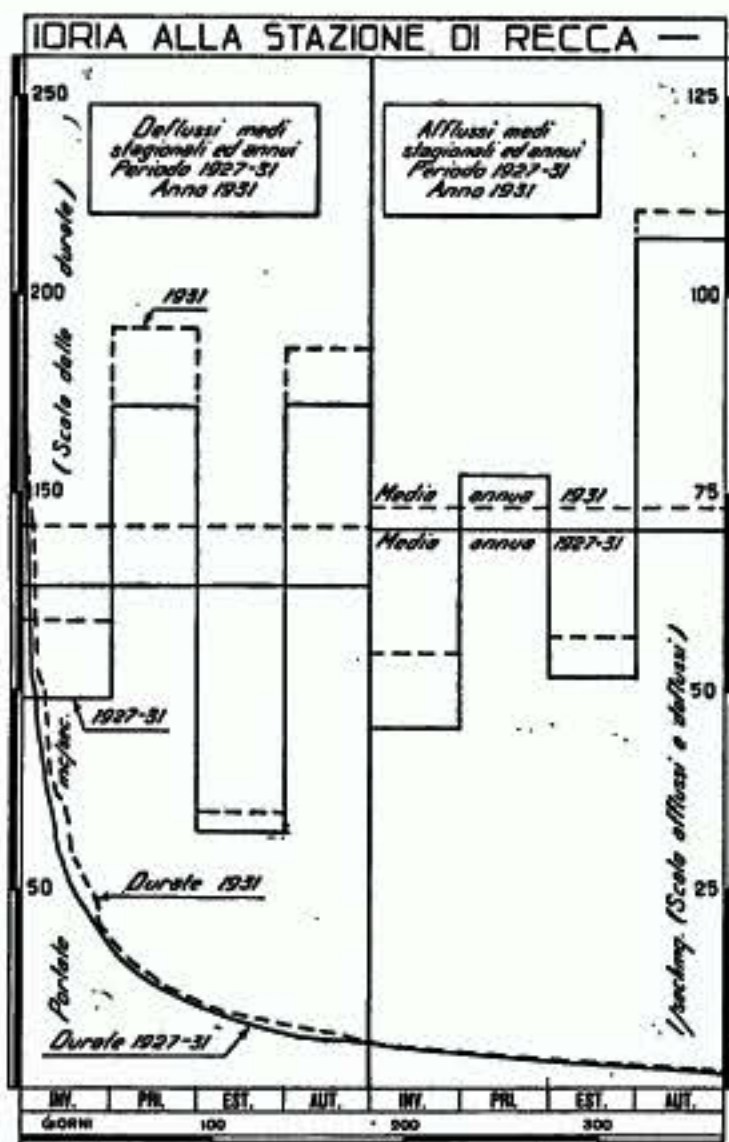 IDRIA ALLA STAZIONE DI RECCA —
250
125
Deflussi medi
stagionali ed annui
Periodo 1927-31
Anno 1931
Afflussi medi
stagionali ed annui
Periodo 1927-31
Anno 1931
(Scala delle durate)
200
1931
100
150
Media annua 1931
75
Media annua 1927-31
1927-31
50
Portate mc/sec.
l/sec/kmq. (Scala afflussi e deflussi)
50
Durate 1931
25
Durate 1927-31
INV. PRI. EST. AUT. INV. PRI. EST. AUT.
GIORNI 100 200 300